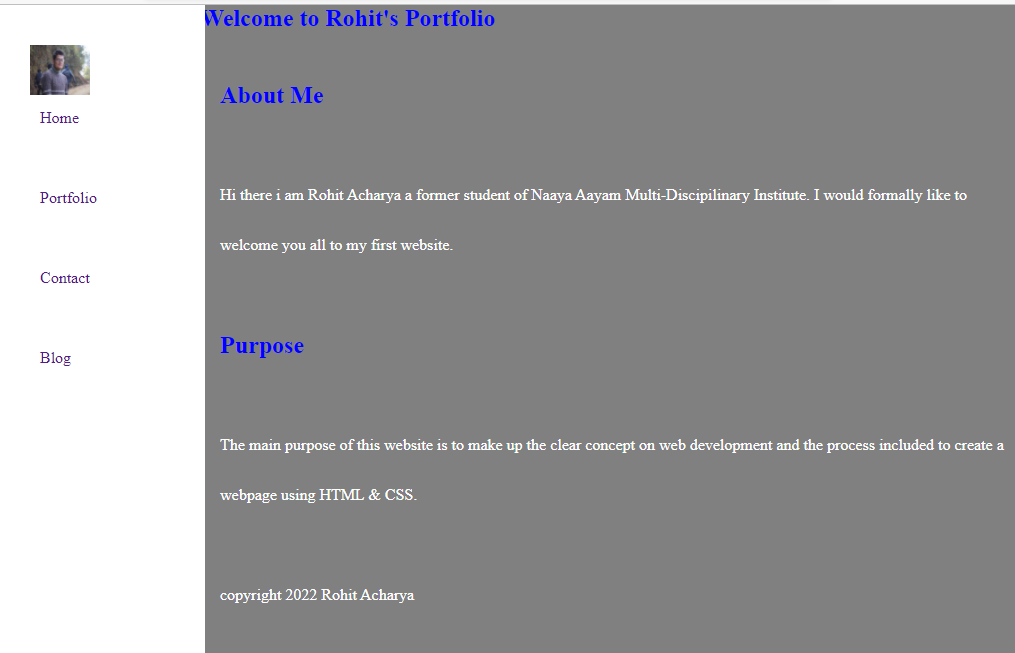 Welcome to Rohit's Portfolio
Home
Portfolio
Contact
Blog
About Me
Hi there i am Rohit Acharya a former student of Naaya Aayam Multi-Discipilinary Institute. I would formally like to
welcome you all to my first website.
Purpose
The main purpose of this website is to make up the clear concept on web development and the process included to create a
webpage using HTML & CSS.
copyright 2022 Rohit Acharya